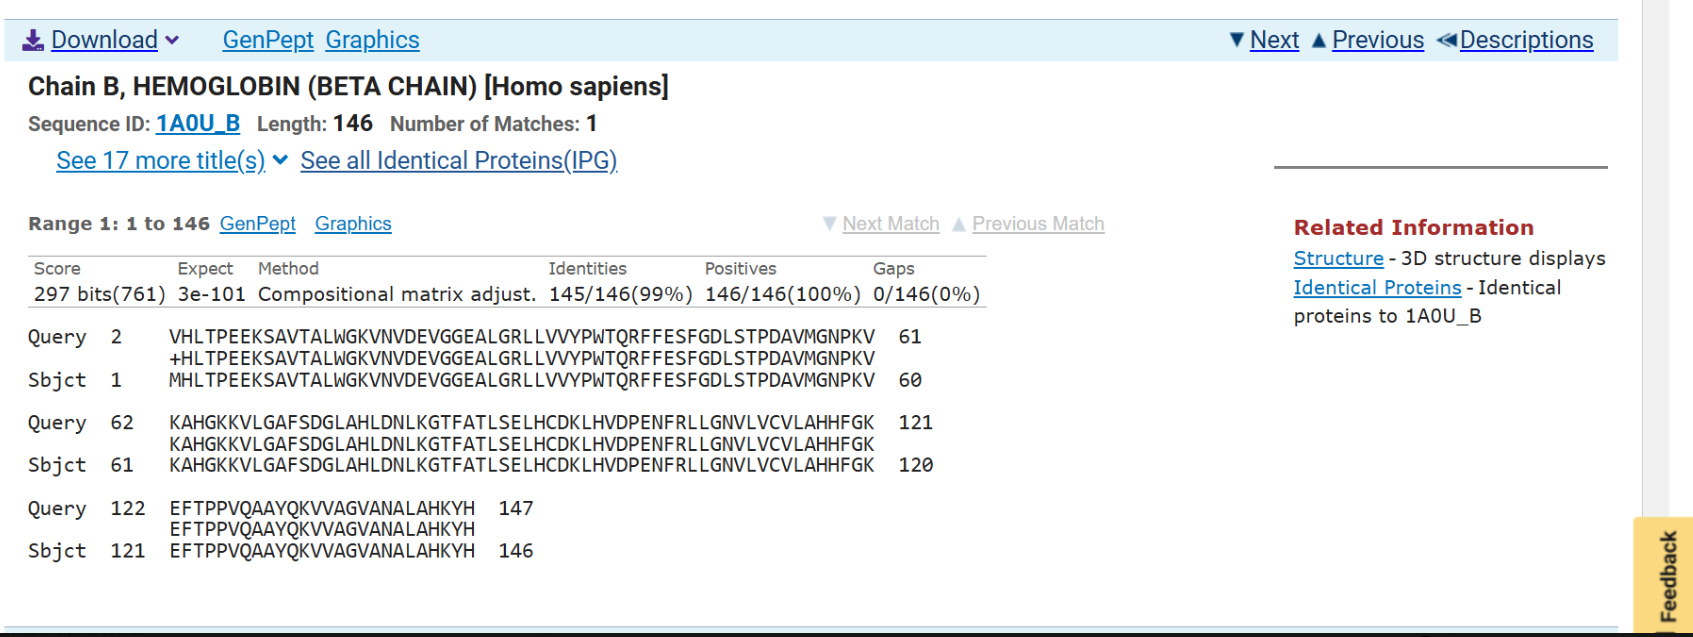 Download GenPept Graphics Next Previous Descriptions
Chain B, HEMOGLOBIN (BETA CHAIN) [Homo sapiens]
Sequence ID: 1A0U_B Length: 146 Number of Matches: 1
See 17 more title(s) See all Identical Proteins(IPG)
Range 1: 1 to 146 GenPept Graphics Next Match Previous Match
Score Expect Method Identities Positives Gaps
297 bits(761) 3e-101 Compositional matrix adjust. 145/146(99%) 146/146(100%) 0/146(0%)
Query 2 VHLTPEEKSAVTALWGKVNVDEVGGEALGRLLVVYPWTQRFFESFGDLSTPDAVMGNPKV 61
+HLTPEEKSAVTALWGKVNVDEVGGEALGRLLVVYPWTQRFFESFGDLSTPDAVMGNPKV
Sbjct 1 MHLTPEEKSAVTALWGKVNVDEVGGEALGRLLVVYPWTQRFFESFGDLSTPDAVMGNPKV 60
Query 62 KAHGKKVLGAFSDGLAHLDNLKGTFATLSELHCDKLHVDPENFRLLGNVLVCVLAHHFGK 121
KAHGKKVLGAFSDGLAHLDNLKGTFATLSELHCDKLHVDPENFRLLGNVLVCVLAHHFGK
Sbjct 61 KAHGKKVLGAFSDGLAHLDNLKGTFATLSELHCDKLHVDPENFRLLGNVLVCVLAHHFGK 120
Query 122 EFTPPVQAAYQKVVAGVANALAHKYH 147
EFTPPVQAAYQKVVAGVANALAHKYH
Sbjct 121 EFTPPVQAAYQKVVAGVANALAHKYH 146
Related Information
Structure - 3D structure displays
Identical Proteins - Identical
proteins to 1A0U_B
Feedback